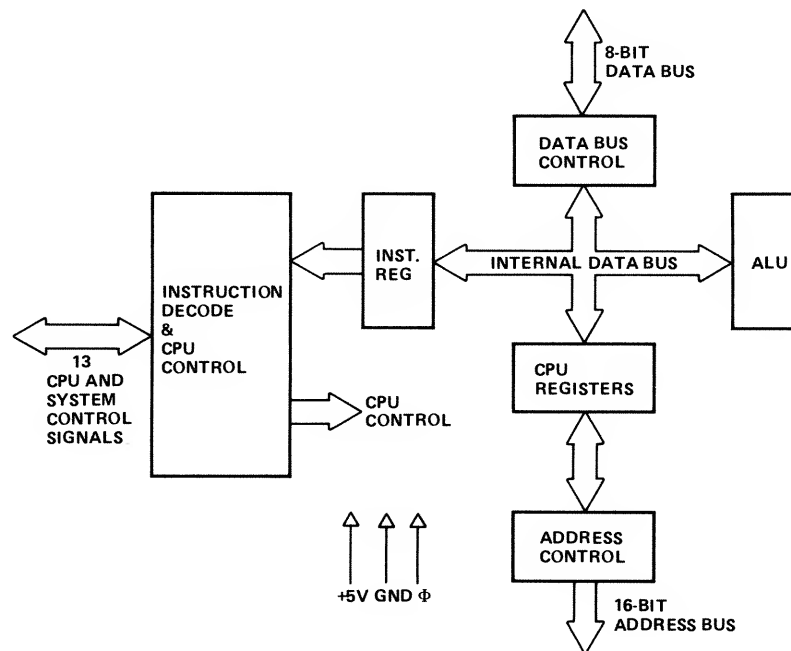 8-BIT
DATA BUS
DATA BUS
CONTROL
INST.
REG
INTERNAL DATA BUS
ALU
INSTRUCTION
DECODE
&
CPU
CONTROL
13
CPU AND
SYSTEM
CONTROL
SIGNALS
CPU
CONTROL
CPU
REGISTERS
ADDRESS
CONTROL
+5V GND Φ
16-BIT
ADDRESS BUS